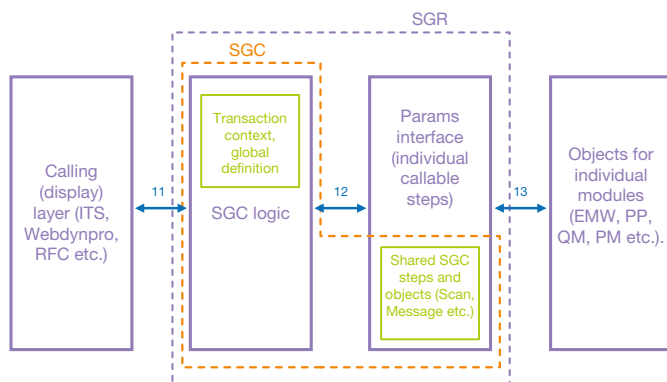 SGR
SGC
Calling
(display)
layer (ITS,
Webdynpro,
RFC etc.)
11
Transaction
context,
global
definition
SGC logic
12
Params
interface
(individual
callable
steps)
Shared SGC
steps and
objects (Scan,
Message etc.)
13
Objects for
individual
modules
(EMW, PP,
QM, PM etc.).